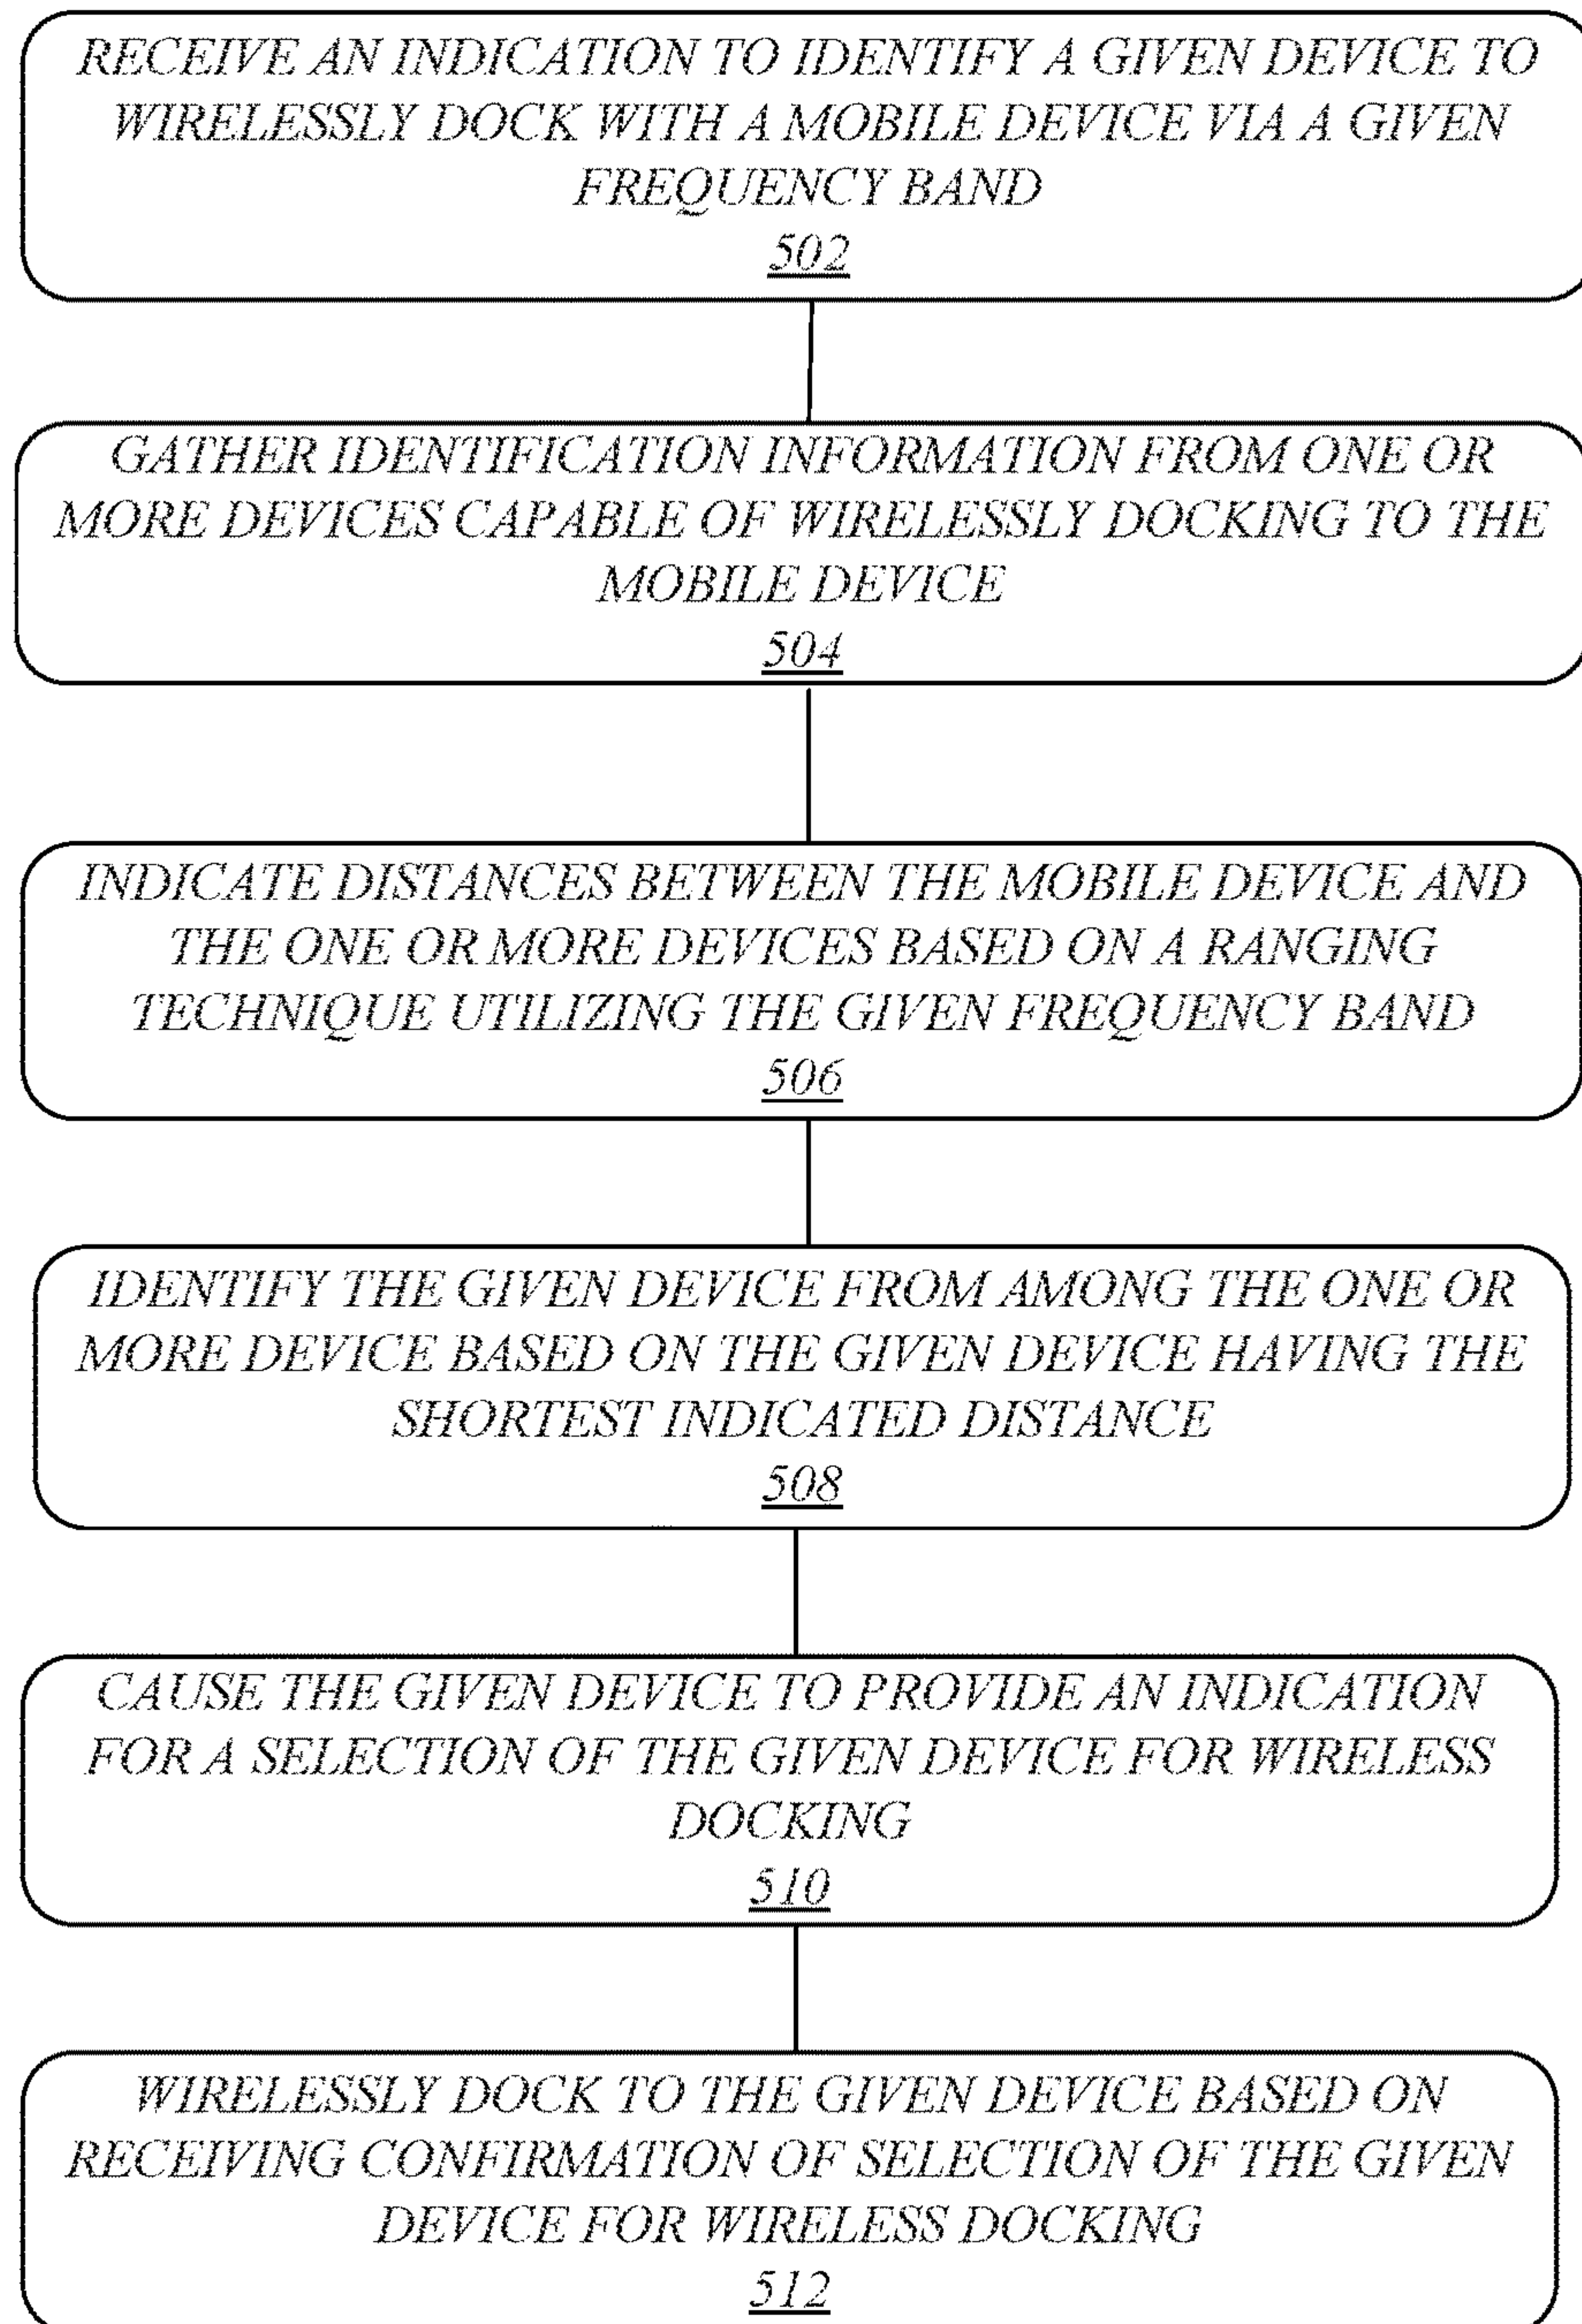 RECEIVE AN INDICATION TO IDENTIFY A GIVEN DEVICE TO
WIRELESSLY DOCK WITH A MOBILE DEVICE VIA A GIVEN
FREQUENCY BAND
502
GATHER IDENTIFICATION INFORMATION FROM ONE OR
MORE DEVICES CAPABLE OF WIRELESSLY DOCKING TO THE
MOBILE DEVICE
504
INDICATE DISTANCES BETWEEN THE MOBILE DEVICE AND
THE ONE OR MORE DEVICES BASED ON A RANGING
TECHNIQUE UTILIZING THE GIVEN FREQUENCY BAND
506
IDENTIFY THE GIVEN DEVICE FROM AMONG THE ONE OR
MORE DEVICE BASED ON THE GIVEN DEVICE HAVING THE
SHORTEST INDICATED DISTANCE
508
CAUSE THE GIVEN DEVICE TO PROVIDE AN INDICATION
FOR A SELECTION OF THE GIVEN DEVICE FOR WIRELESS
DOCKING
510
WIRELESSLY DOCK TO THE GIVEN DEVICE BASED ON
RECEIVING CONFIRMATION OF SELECTION OF THE GIVEN
DEVICE FOR WIRELESS DOCKING
512